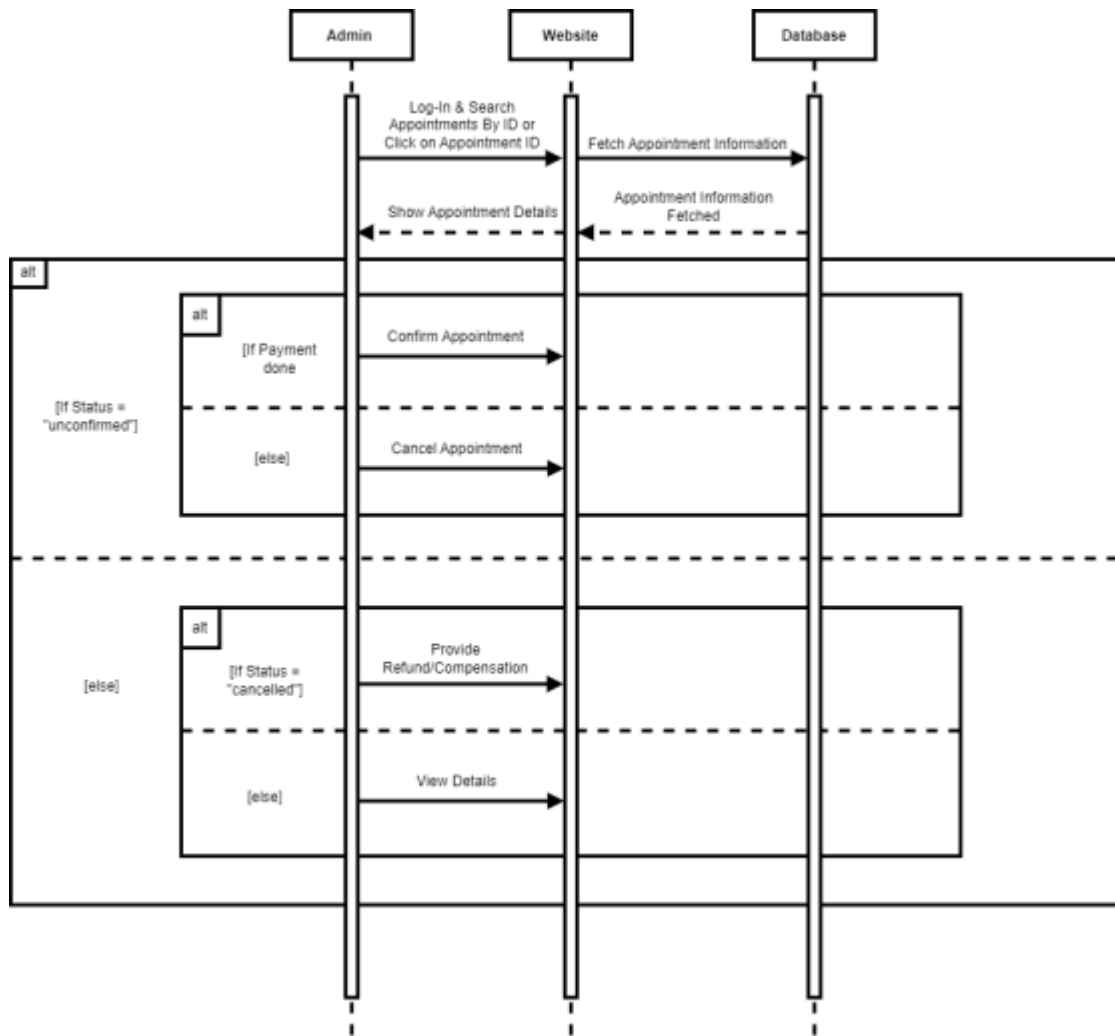 Admin
Website
Database
Log-In & Search
Appointments By ID or
Click on Appointment ID
Fetch Appointment Information
Appointment Information
Fetched
Show Appointment Details
alt
alt
[If Payment
done
Confirm Appointment
[If Status =
"unconfirmed"]
[else]
Cancel Appointment
alt
[else]
[If Status =
"cancelled"]
Provide
Refund/Compensation
[else]
View Details